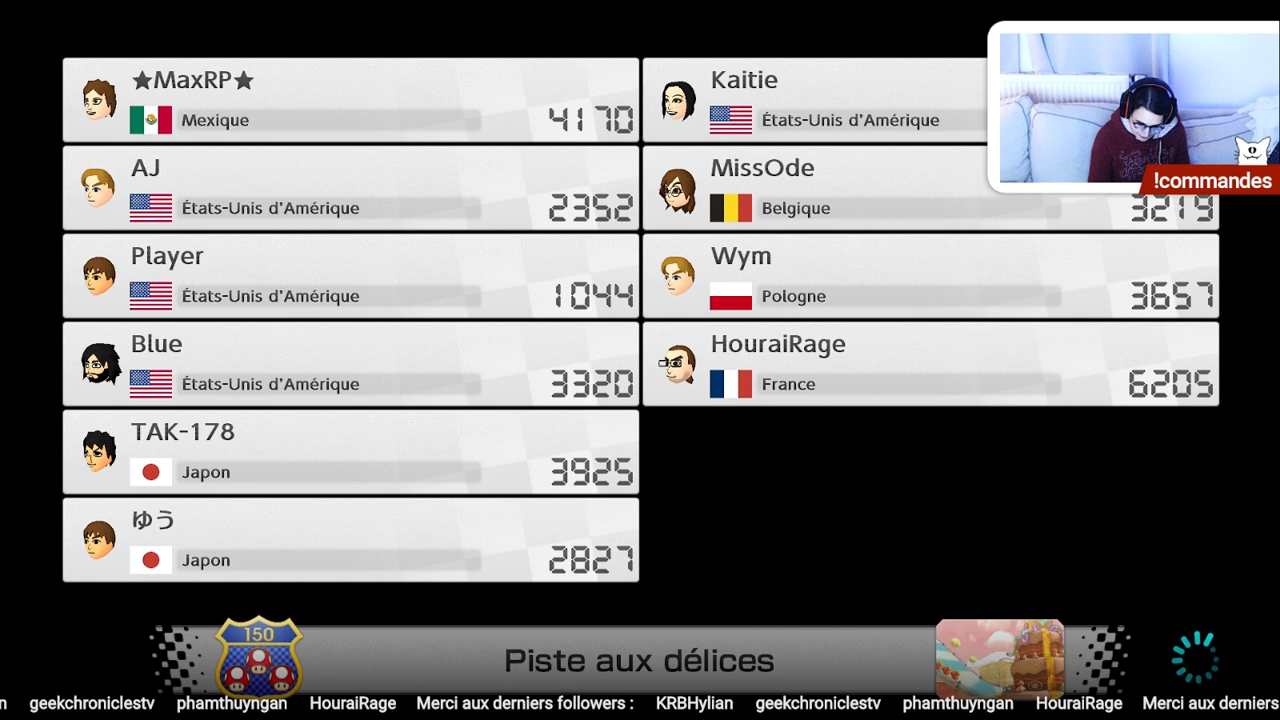 ★MaxRP★
Mexique
4170
AJ
États-Unis d'Amérique
2352
Player
États-Unis d'Amérique
1044
Blue
États-Unis d'Amérique
3320
TAK-178
Japon
3925
ゆう
Japon
2827
Kaitie
États-Unis d'Amérique
MissOde
Belgique
3219
Wym
Pologne
3657
HouraiRage
France
6205
!commandes
150
Piste aux délices
n geekchroniclestv phamthuyngan HouraiRage Merci aux derniers followers : KRBHylian geekchroniclestv phamthuyngan HouraiRage Merci aux derniers